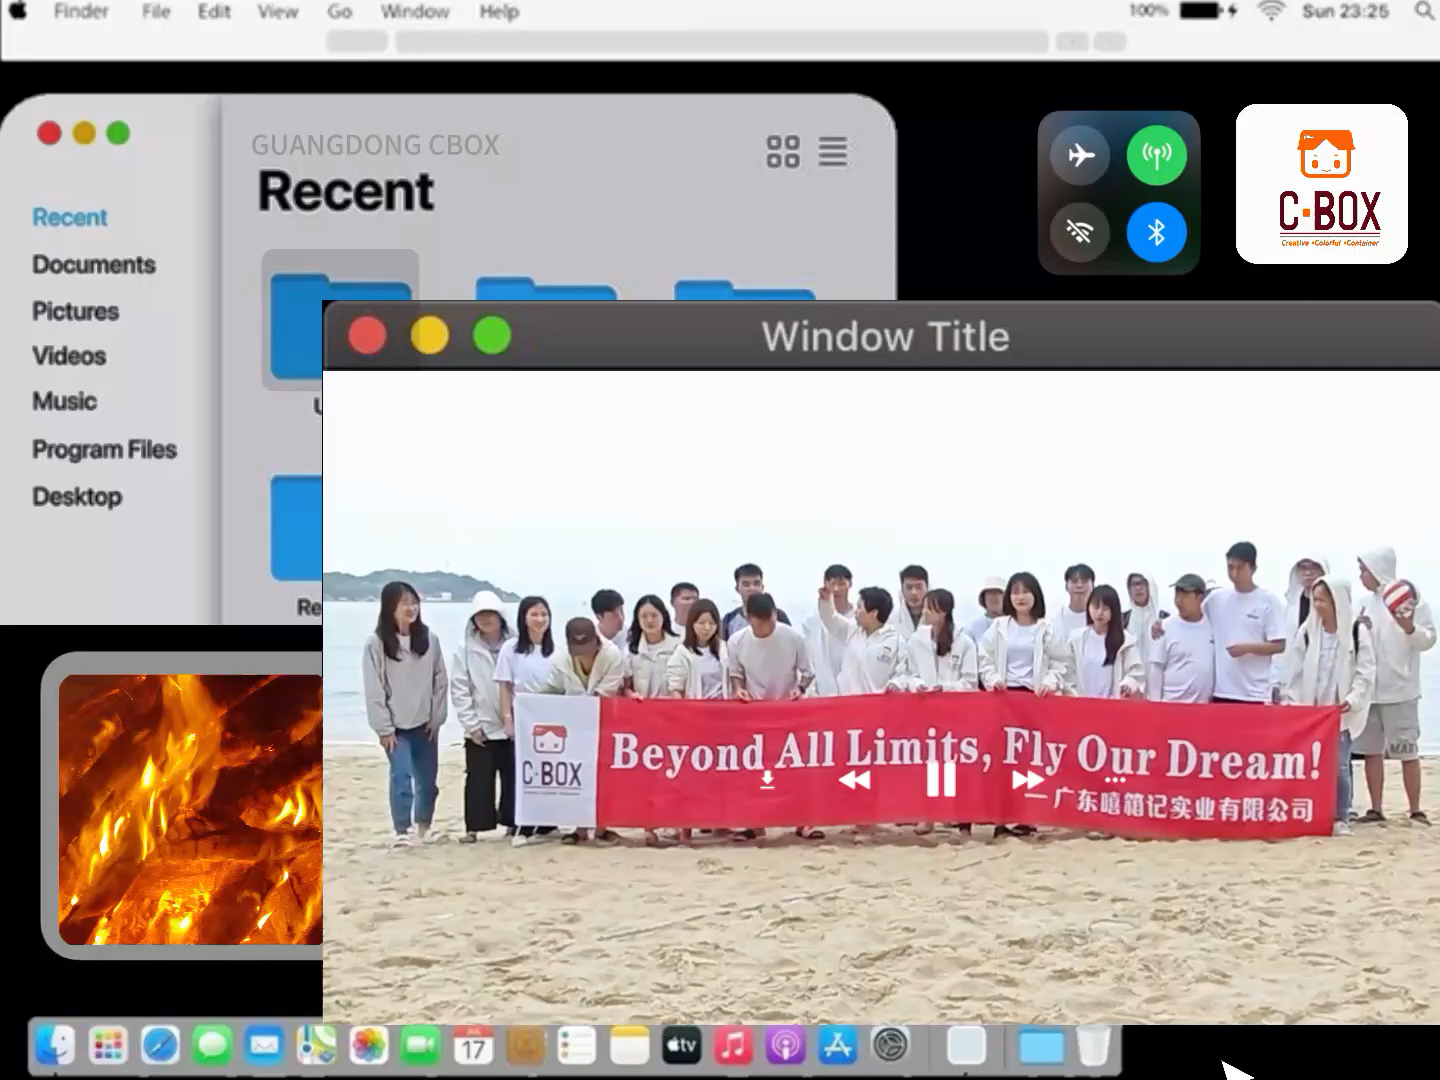 Finder File Edit View Go Window Help 100% Sun 23:25
GUANGDONG CBOX
Recent
Recent
Documents
Pictures
Videos
Music
Program Files
Desktop
U
Re
C·BOX
Creative •Colorful •Container
Window Title
C·BOX
Beyond All Limits, Fly Our Dream!
— 广东嘻箱记实业有限公司
tv
17